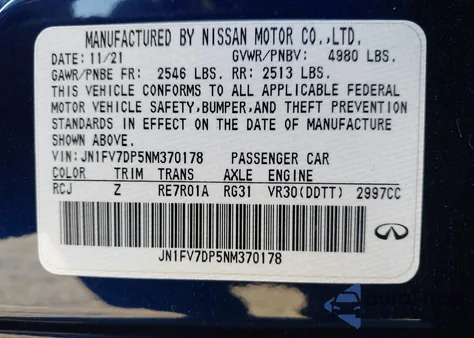 MANUFACTURED BY NISSAN MOTOR CO.,LTD.
DATE: 11/21 GVWR/PNBV: 4980 LBS.
GAWR/PNBE FR: 2546 LBS. RR: 2513 LBS.
THIS VEHICLE CONFORMS TO ALL APPLICABLE FEDERAL
MOTOR VEHICLE SAFETY,BUMPER,AND THEFT PREVENTION
STANDARDS IN EFFECT ON THE DATE OF MANUFACTURE
SHOWN ABOVE.
VIN: JN1FV7DP5NM370178 PASSENGER CAR
COLOR TRIM TRANS AXLE ENGINE
RCJ Z RE7R01A RG31 VR30(DDTT) 2997CC
JN1FV7DP5NM370178